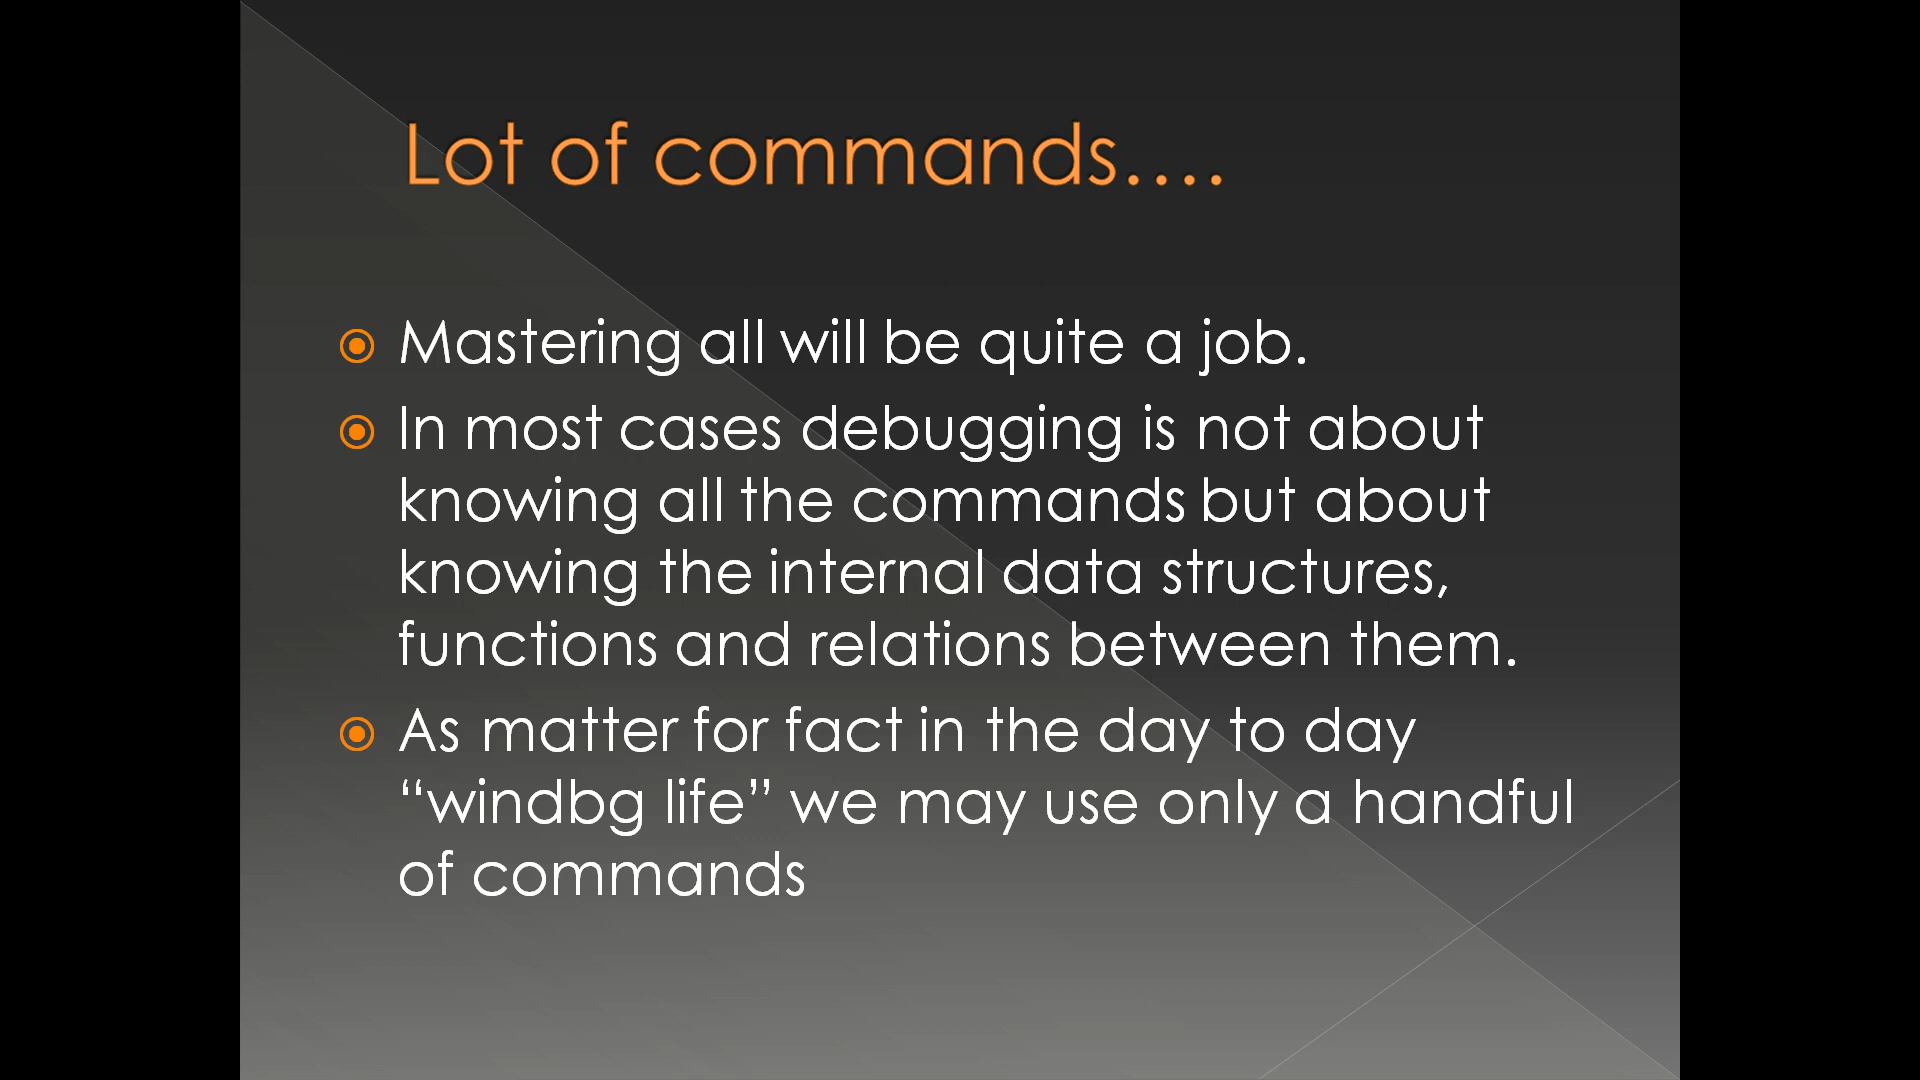 Lot of commands....
Mastering all will be quite a job.
In most cases debugging is not about
knowing all the commands but about
knowing the internal data structures,
functions and relations between them.
As matter for fact in the day to day
“windbg life” we may use only a handful
of commands